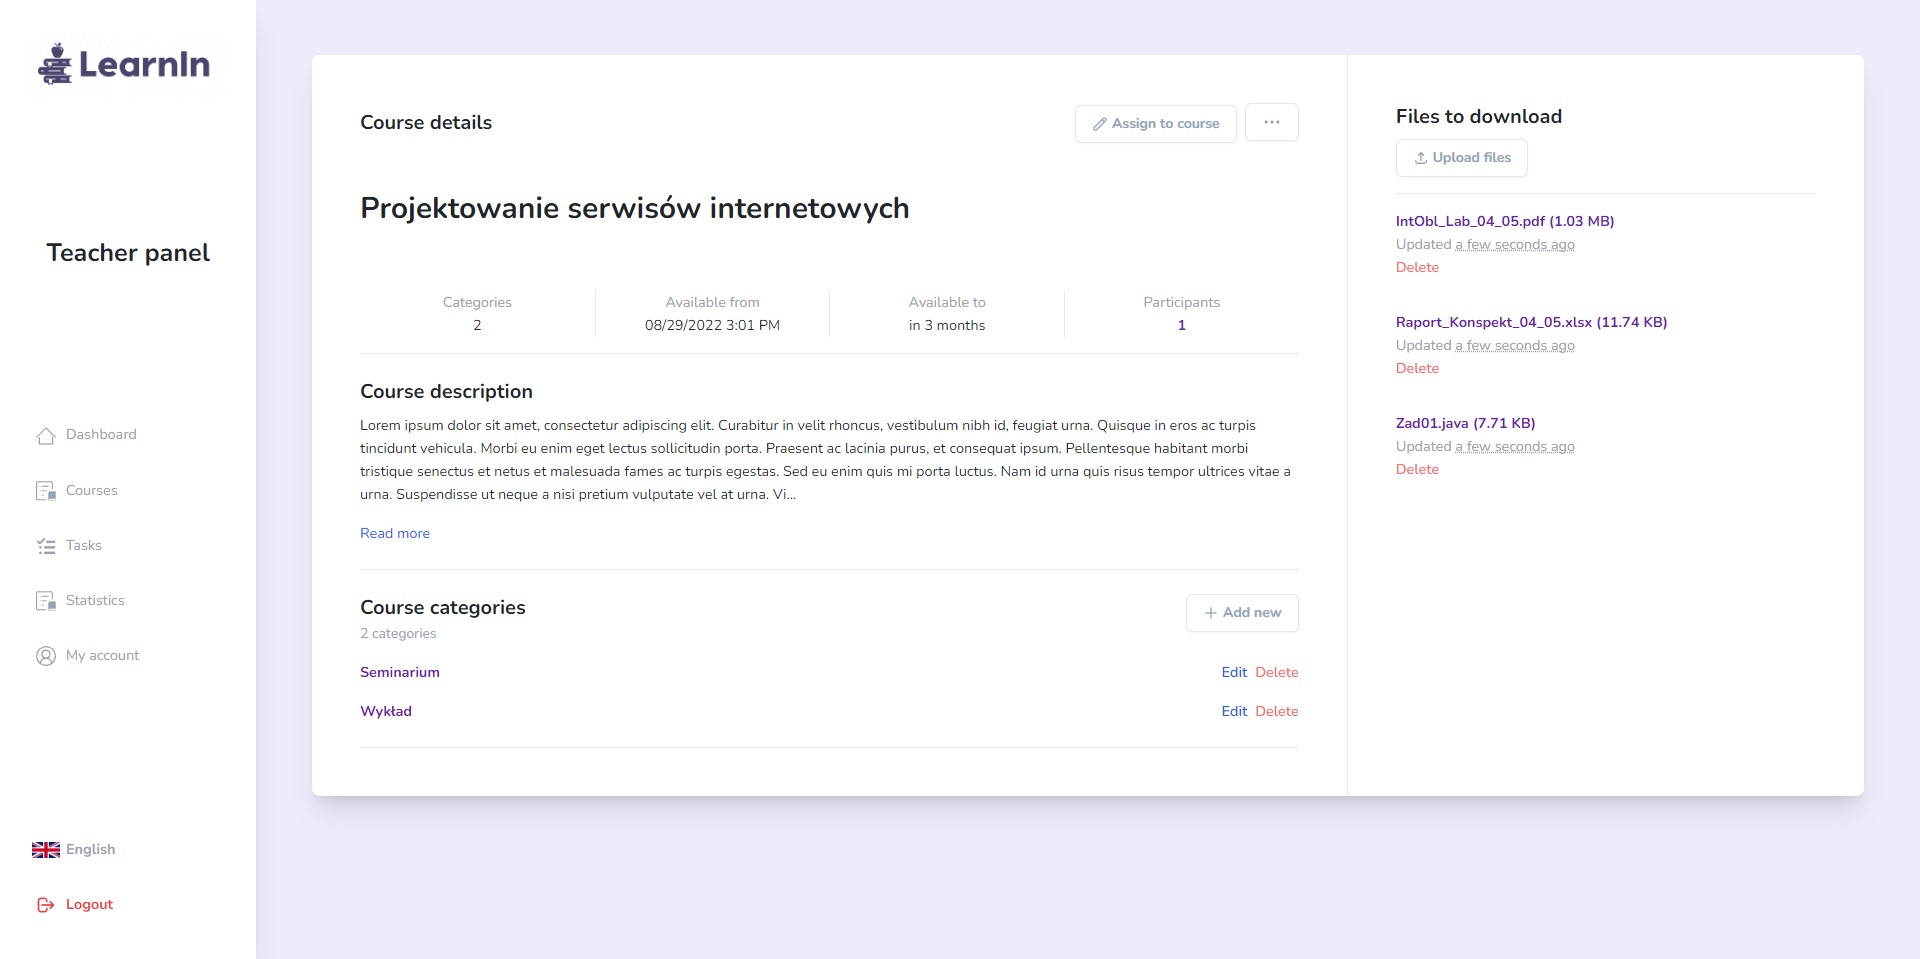 LearnIn
Teacher panel
Dashboard
Courses
Tasks
Statistics
My account
English
Logout
Course details
Assign to course
...
Projektowanie serwisów internetowych
Categories
2
Available from
08/29/2022 3:01 PM
Available to
in 3 months
Participants
1
Course description
Lorem ipsum dolor sit amet, consectetur adipiscing elit. Curabitur in velit rhoncus, vestibulum nibh id, feugiat urna. Quisque in eros ac turpis
tincidunt vehicula. Morbi eu enim eget lectus sollicitudin porta. Praesent ac lacinia purus, et consequat ipsum. Pellentesque habitant morbi
tristique senectus et netus et malesuada fames ac turpis egestas. Sed eu enim quis mi porta luctus. Nam id urna quis risus tempor ultrices vitae a
urna. Suspendisse ut neque a nisi pretium vulputate vel at urna. Vi...
Read more
Course categories
2 categories
Add new
Seminarium
Edit Delete
Wykład
Edit Delete
Files to download
Upload files
IntObl_Lab_04_05.pdf (1.03 MB)
Updated a few seconds ago
Delete
Raport_Konspekt_04_05.xlsx (11.74 KB)
Updated a few seconds ago
Delete
Zad01.java (7.71 KB)
Updated a few seconds ago
Delete